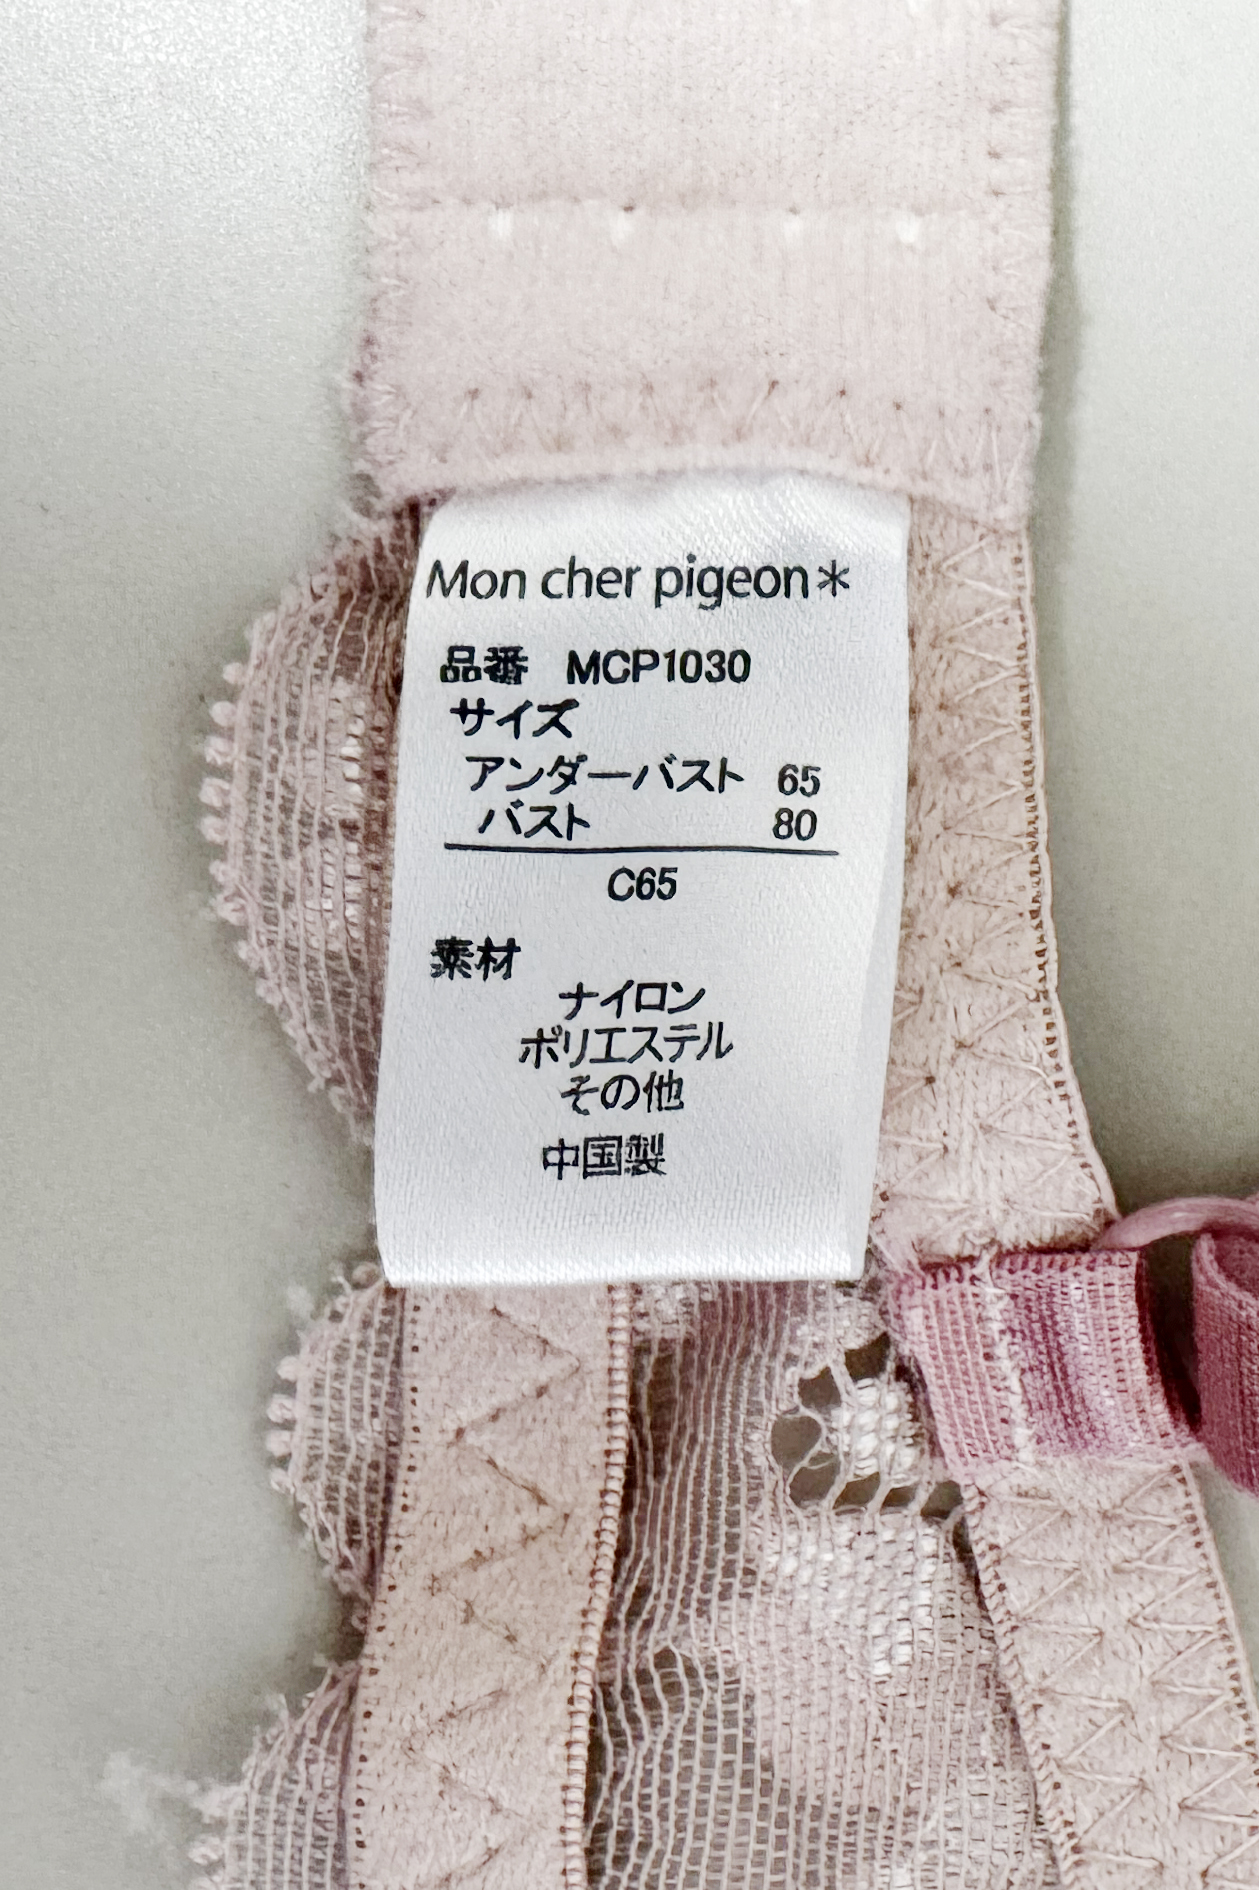 Mon cher pigeon*
品番 MCP1030
サイズ
アンダーバスト 65
バスト 80
C65
素材
ナイロン
ポリエステル
その他
中国製